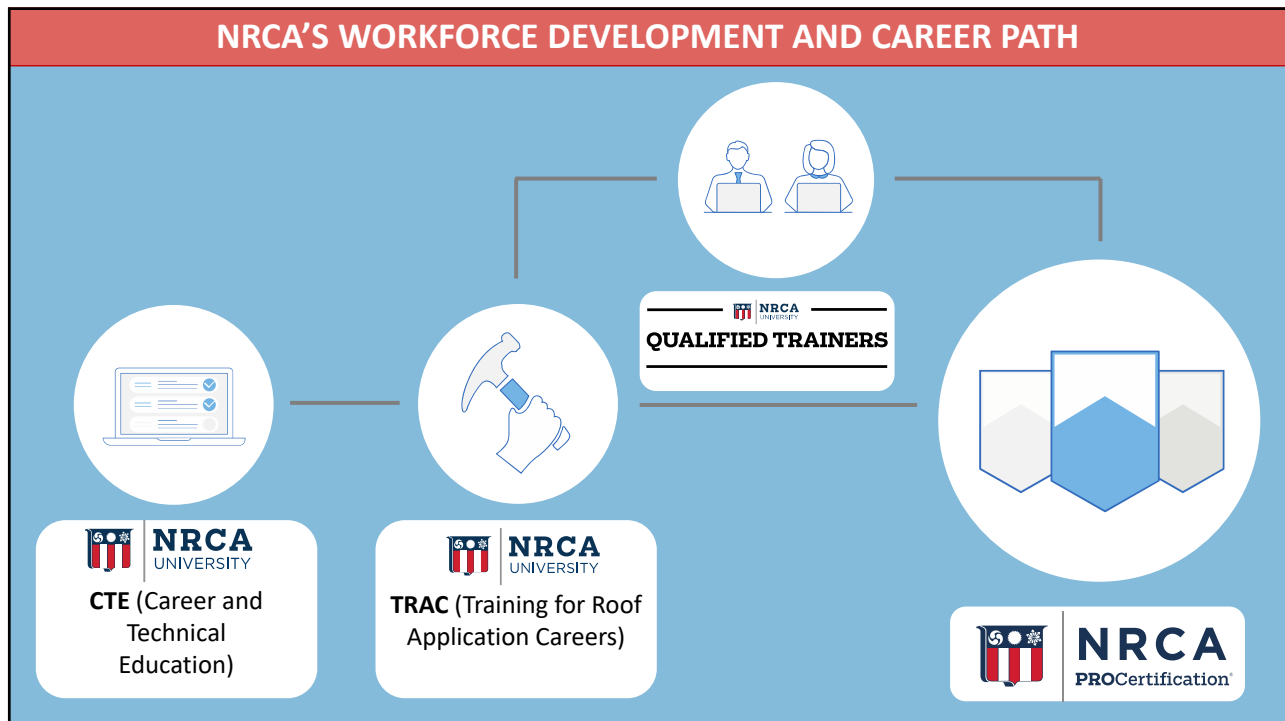 NRCA’S WORKFORCE DEVELOPMENT AND CAREER PATH
NRCA
UNIVERSITY
QUALIFIED TRAINERS
NRCA
UNIVERSITY
CTE (Career and
Technical
Education)
NRCA
UNIVERSITY
TRAC (Training for Roof
Application Careers)
NRCA
PROCertification®